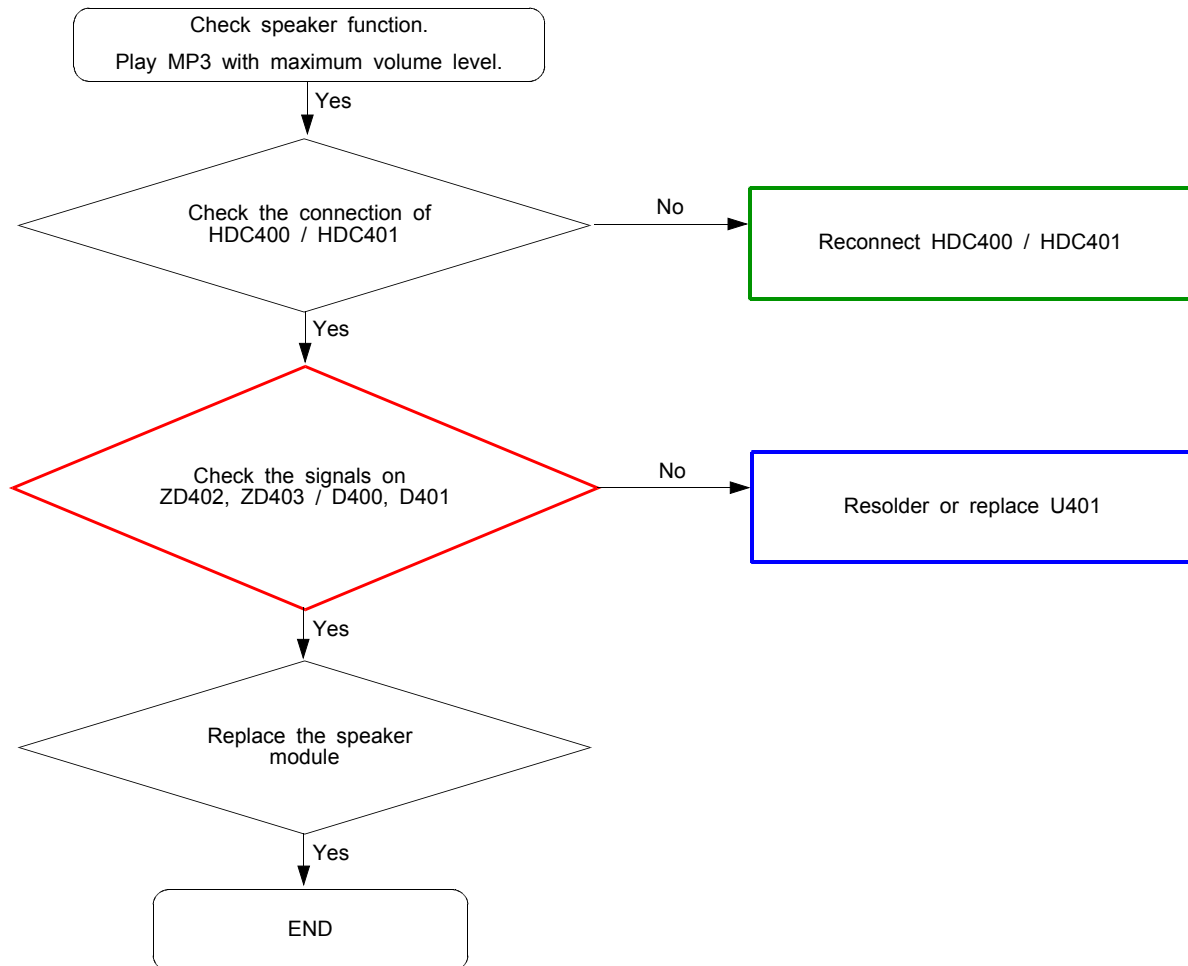 Check speaker function.
Play MP3 with maximum volume level.
Yes
Check the connection of
HDC400 / HDC401
No
Reconnect HDC400 / HDC401
Yes
Check the signals on
ZD402, ZD403 / D400, D401
No
Resolder or replace U401
Yes
Replace the speaker
module
Yes
END